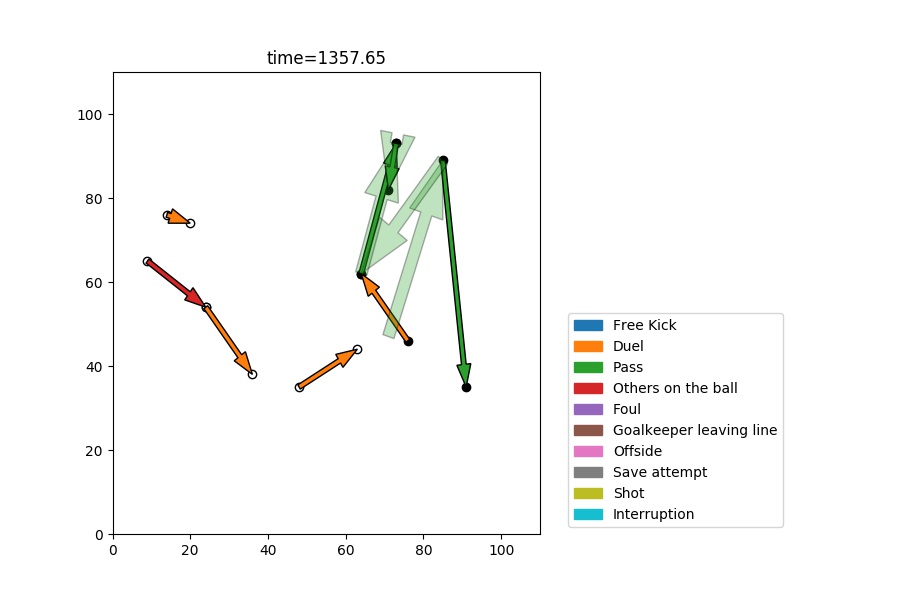 time=1357.65
100
80
60
40
20
0
0 20 40 60 80 100
Free Kick
Duel
Pass
Others on the ball
Foul
Goalkeeper leaving line
Offside
Save attempt
Shot
Interruption